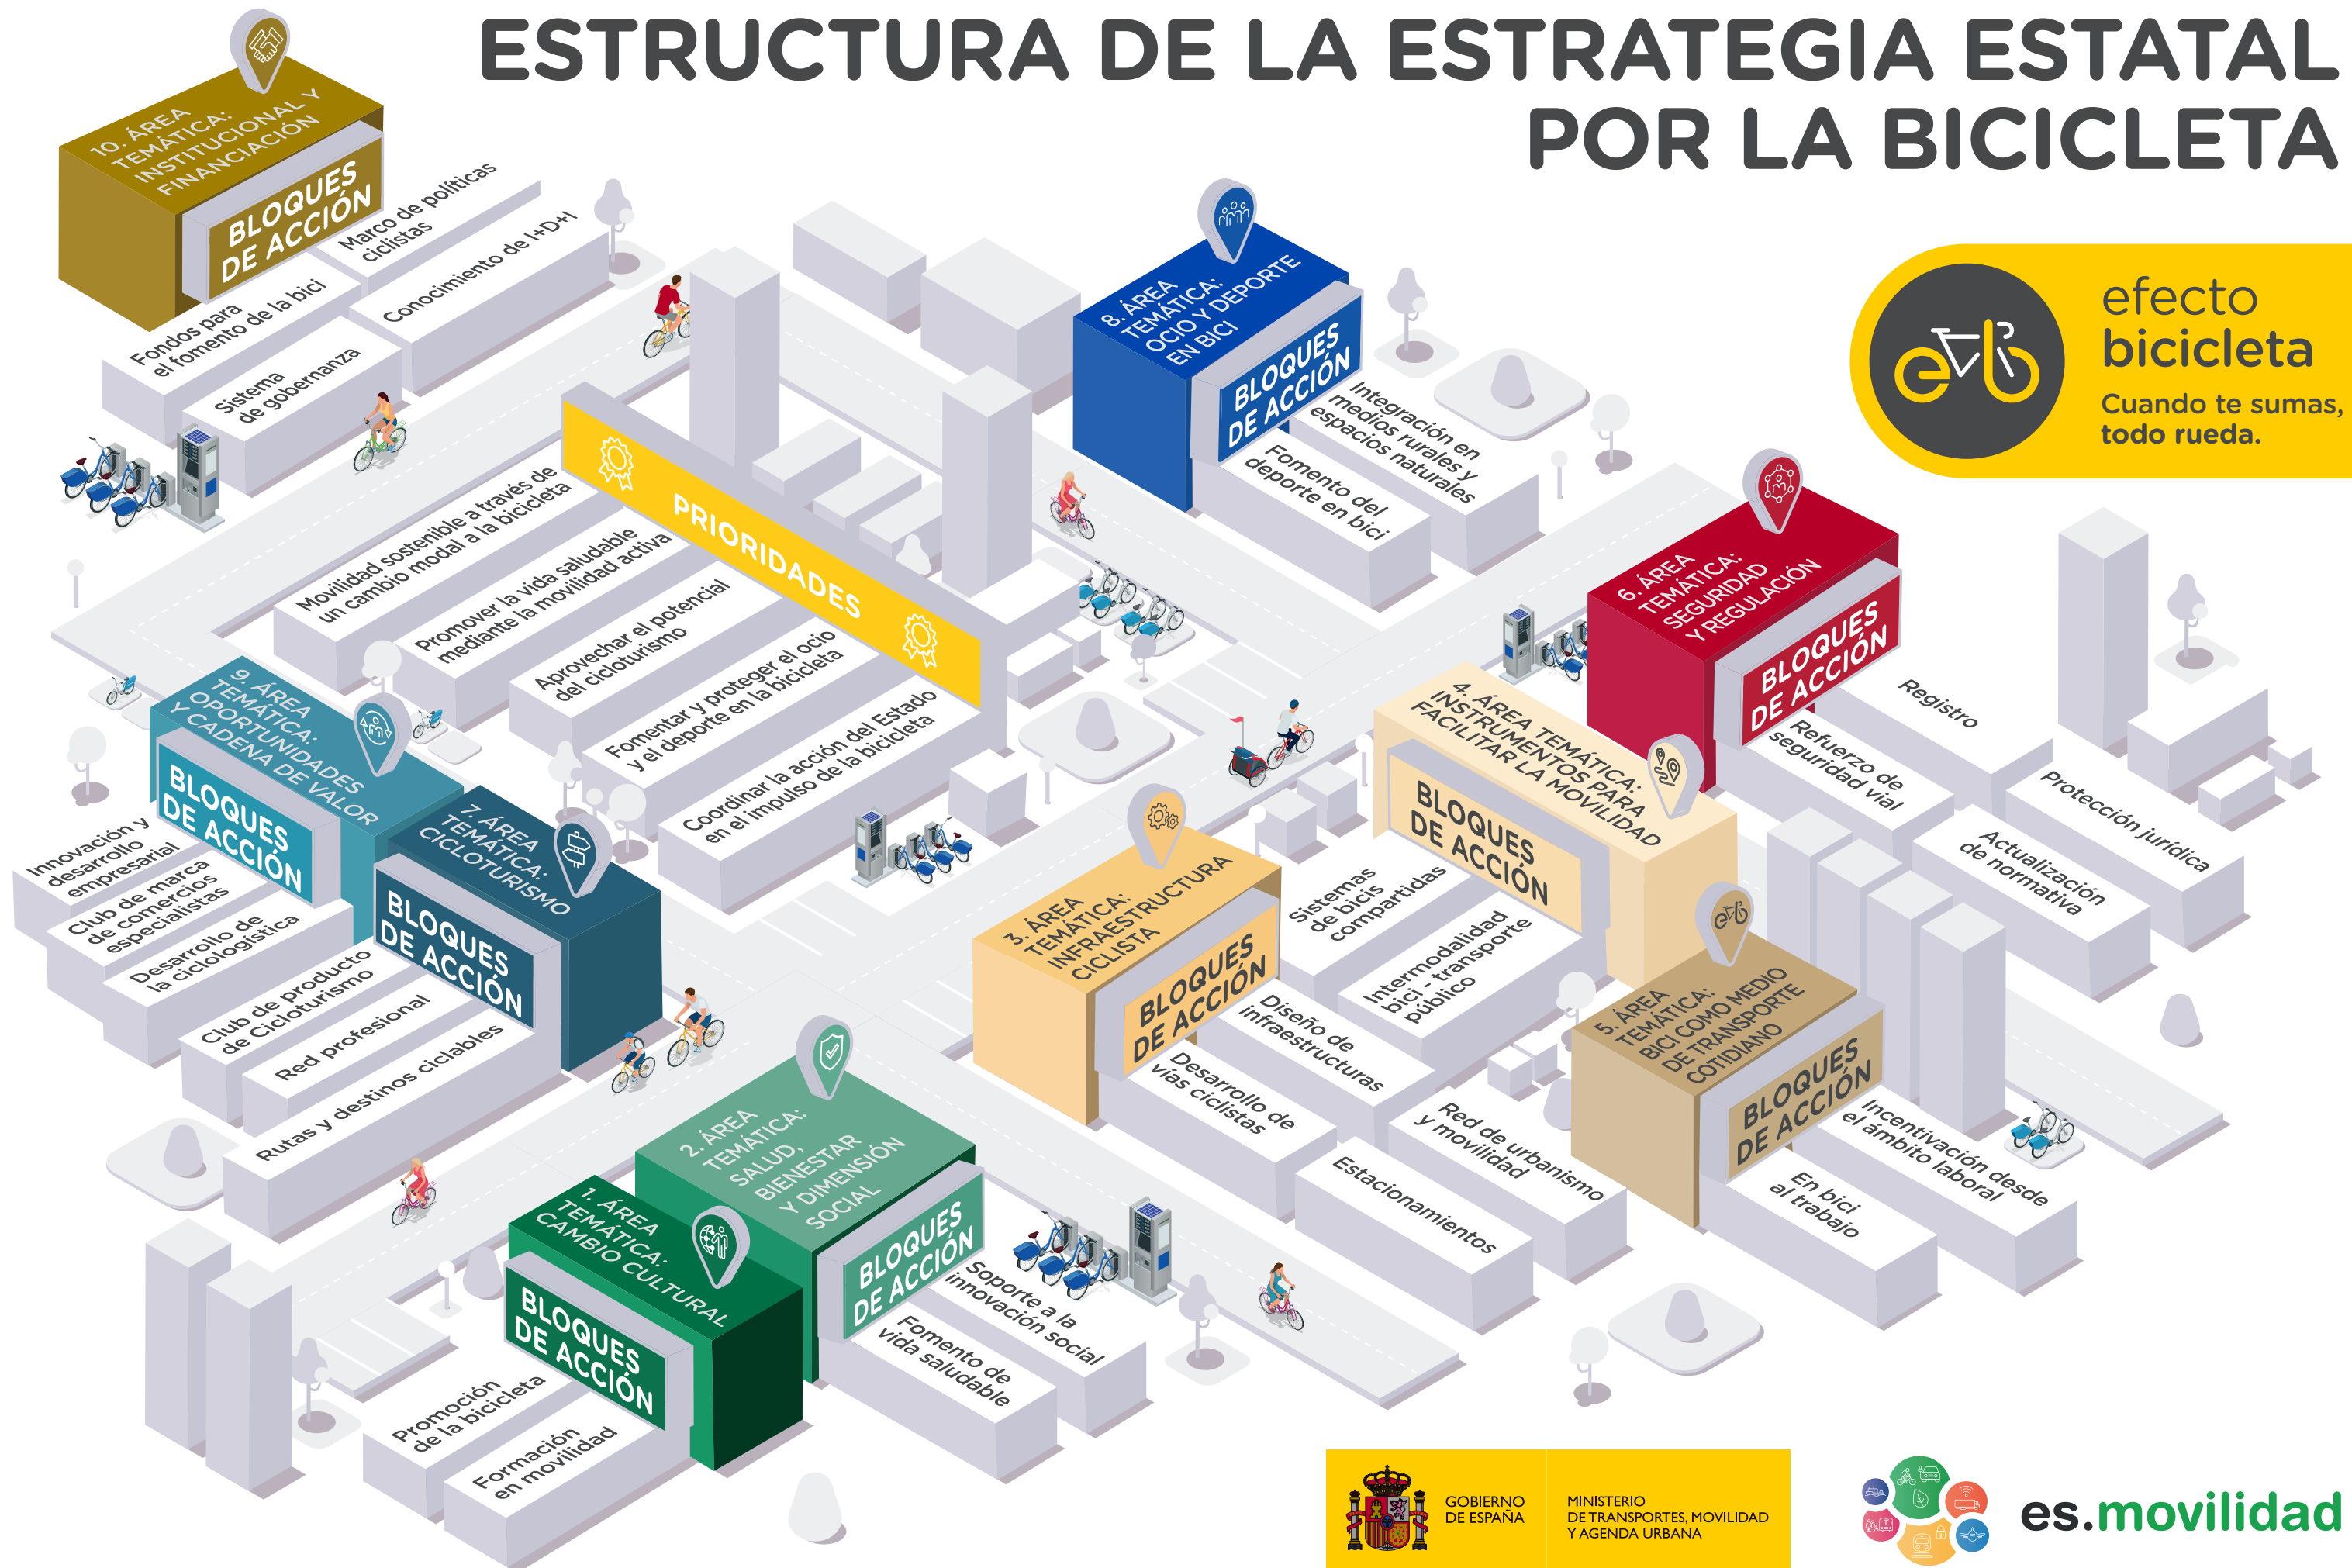 ESTRUCTURA DE LA ESTRATEGIA ESTATAL
POR LA BICICLETA
efecto
bicicleta
Cuando te sumas,
todo rueda.
10. ÁREA
TEMÁTICA:
INSTITUCIONAL Y
FINANCIACIÓN
BLOQUES
DE ACCIÓN
Marco de políticas
ciclistas
Conocimiento de I+D+I
Fondos para
el fomento de la bici
Sistema
de gobernanza
8. ÁREA
TEMÁTICA:
OCIO Y DEPORTE
EN BICI
BLOQUES
DE ACCIÓN
Integración en
medios rurales y
espacios naturales
Fomento del
deporte en bici
PRIORIDADES
Movilidad sostenible a través de
un cambio modal a la bicicleta
Promover la vida saludable
mediante la movilidad activa
Aprovechar el potencial
del cicloturismo
Fomentar y proteger el ocio
y el deporte en la bicicleta
Coordinar la acción del Estado
en el impulso de la bicicleta
6. ÁREA
TEMÁTICA:
SEGURIDAD
Y REGULACIÓN
BLOQUES
DE ACCIÓN
Registro
Refuerzo de
seguridad vial
Protección jurídica
Actualización
de normativa
9. ÁREA
TEMÁTICA:
OPORTUNIDADES
Y CADENA DE VALOR
BLOQUES
DE ACCIÓN
Innovación y
desarrollo
empresarial
Club de marca
de comercios
especialistas
Desarrollo de
la ciclologística
7. ÁREA
TEMÁTICA:
CICLOTURISMO
BLOQUES
DE ACCIÓN
Club de producto
de Cicloturismo
Red profesional
Rutas y destinos ciclables
4. ÁREA TEMÁTICA:
INSTRUMENTOS PARA
FACILITAR LA MOVILIDAD
BLOQUES
DE ACCIÓN
Sistemas
de bicis
compartidas
Intermodalidad
bici - transporte
público
3. ÁREA
TEMÁTICA:
INFRAESTRUCTURA
CICLISTA
BLOQUES
DE ACCIÓN
Diseño de
infraestructuras
Desarrollo de
vías ciclistas
Red de urbanismo
y movilidad
Estacionamientos
5. ÁREA
TEMÁTICA:
BICI COMO MEDIO
DE TRANSPORTE
COTIDIANO
BLOQUES
DE ACCIÓN
Incentivación desde
el ámbito laboral
En bici
al trabajo
2. ÁREA
TEMÁTICA:
SALUD,
BIENESTAR
Y DIMENSIÓN
SOCIAL
BLOQUES
DE ACCIÓN
Soporte a la
innovación social
Fomento de
vida saludable
1. ÁREA
TEMÁTICA:
CAMBIO CULTURAL
BLOQUES
DE ACCIÓN
Promoción
de la bicicleta
Formación
en movilidad
GOBIERNO
DE ESPAÑA
MINISTERIO
DE TRANSPORTES, MOVILIDAD
Y AGENDA URBANA
es.movilidad